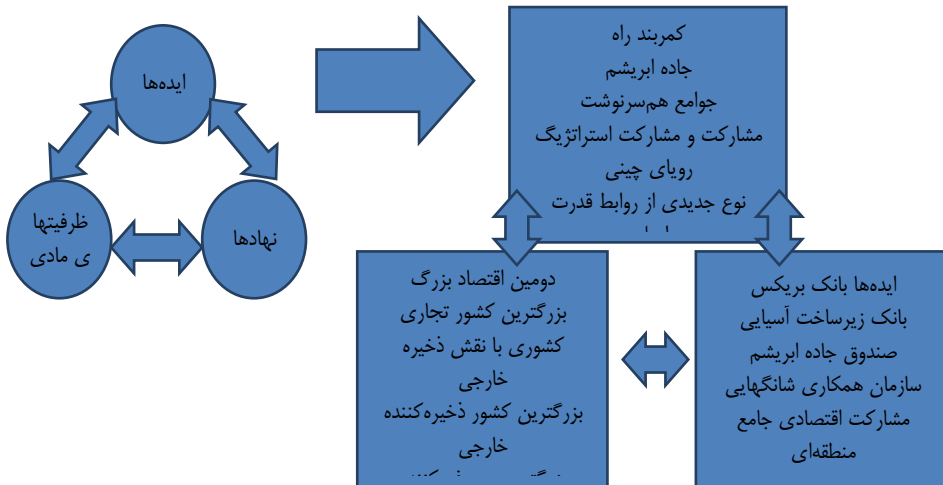 ایده‌ها
ظرفیتها
ی مادی
نهادها
کمربند راه
جاده ابریشم
جوامع هم‌سرنوشت
مشارکت و مشارکت استراتژیگ
رویای چینی
نوع جدیدی از روابط قدرت
ایده‌ها بانک بریکس
بانک زیرساخت آسیایی
صندوق جاده ابریشم
سازمان همکاری شانگهایی
مشارکت اقتصادی جامع
منطقه‌ای
دومین اقتصاد بزرگ
بزرگترین کشور تجاری
کشوری با نقش ذخیره
خارجی
بزرگترین کشور ذخیره‌کننده
خارجی